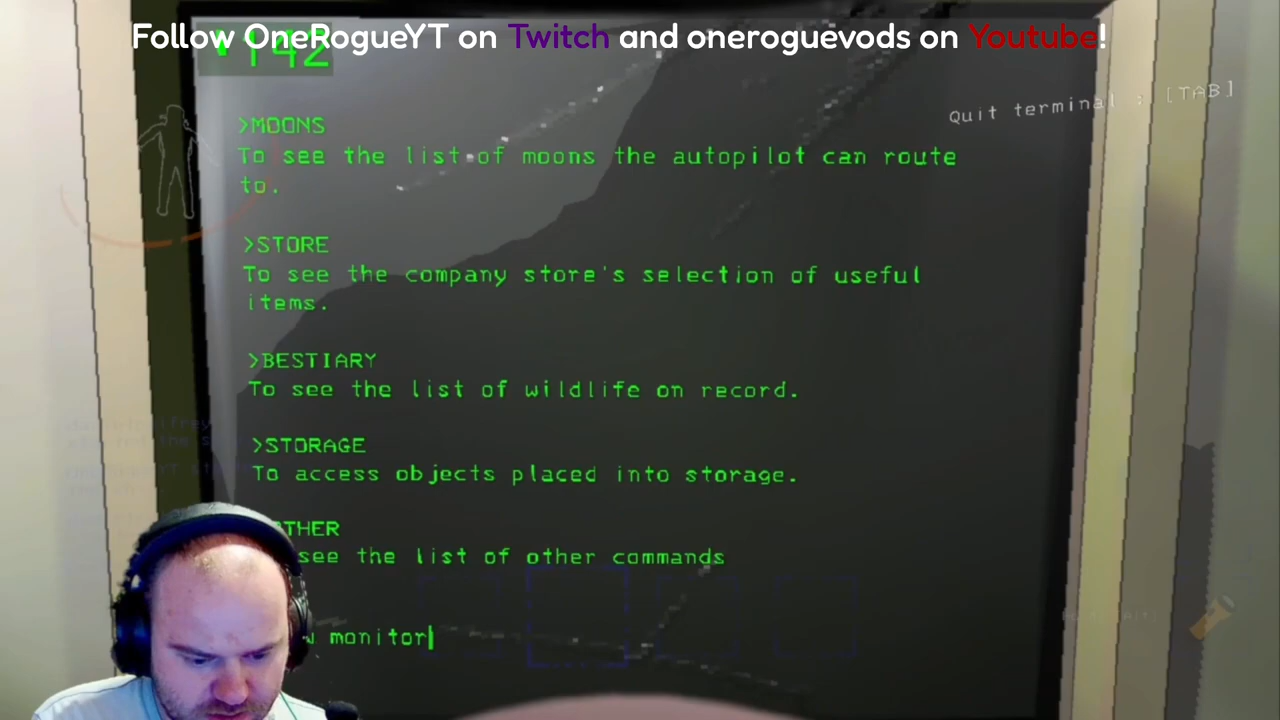 Follow OneRogueYT on Twitch and oneroguevods on Youtube!
Quit terminal : [TAB]
>MOONS
To see the list of moons the autopilot can route
to.
>STORE
To see the company store's selection of useful
items.
>BESTIARY
To see the list of wildlife on record.
>STORAGE
To access objects placed into storage.
see the list of other commands
monitor